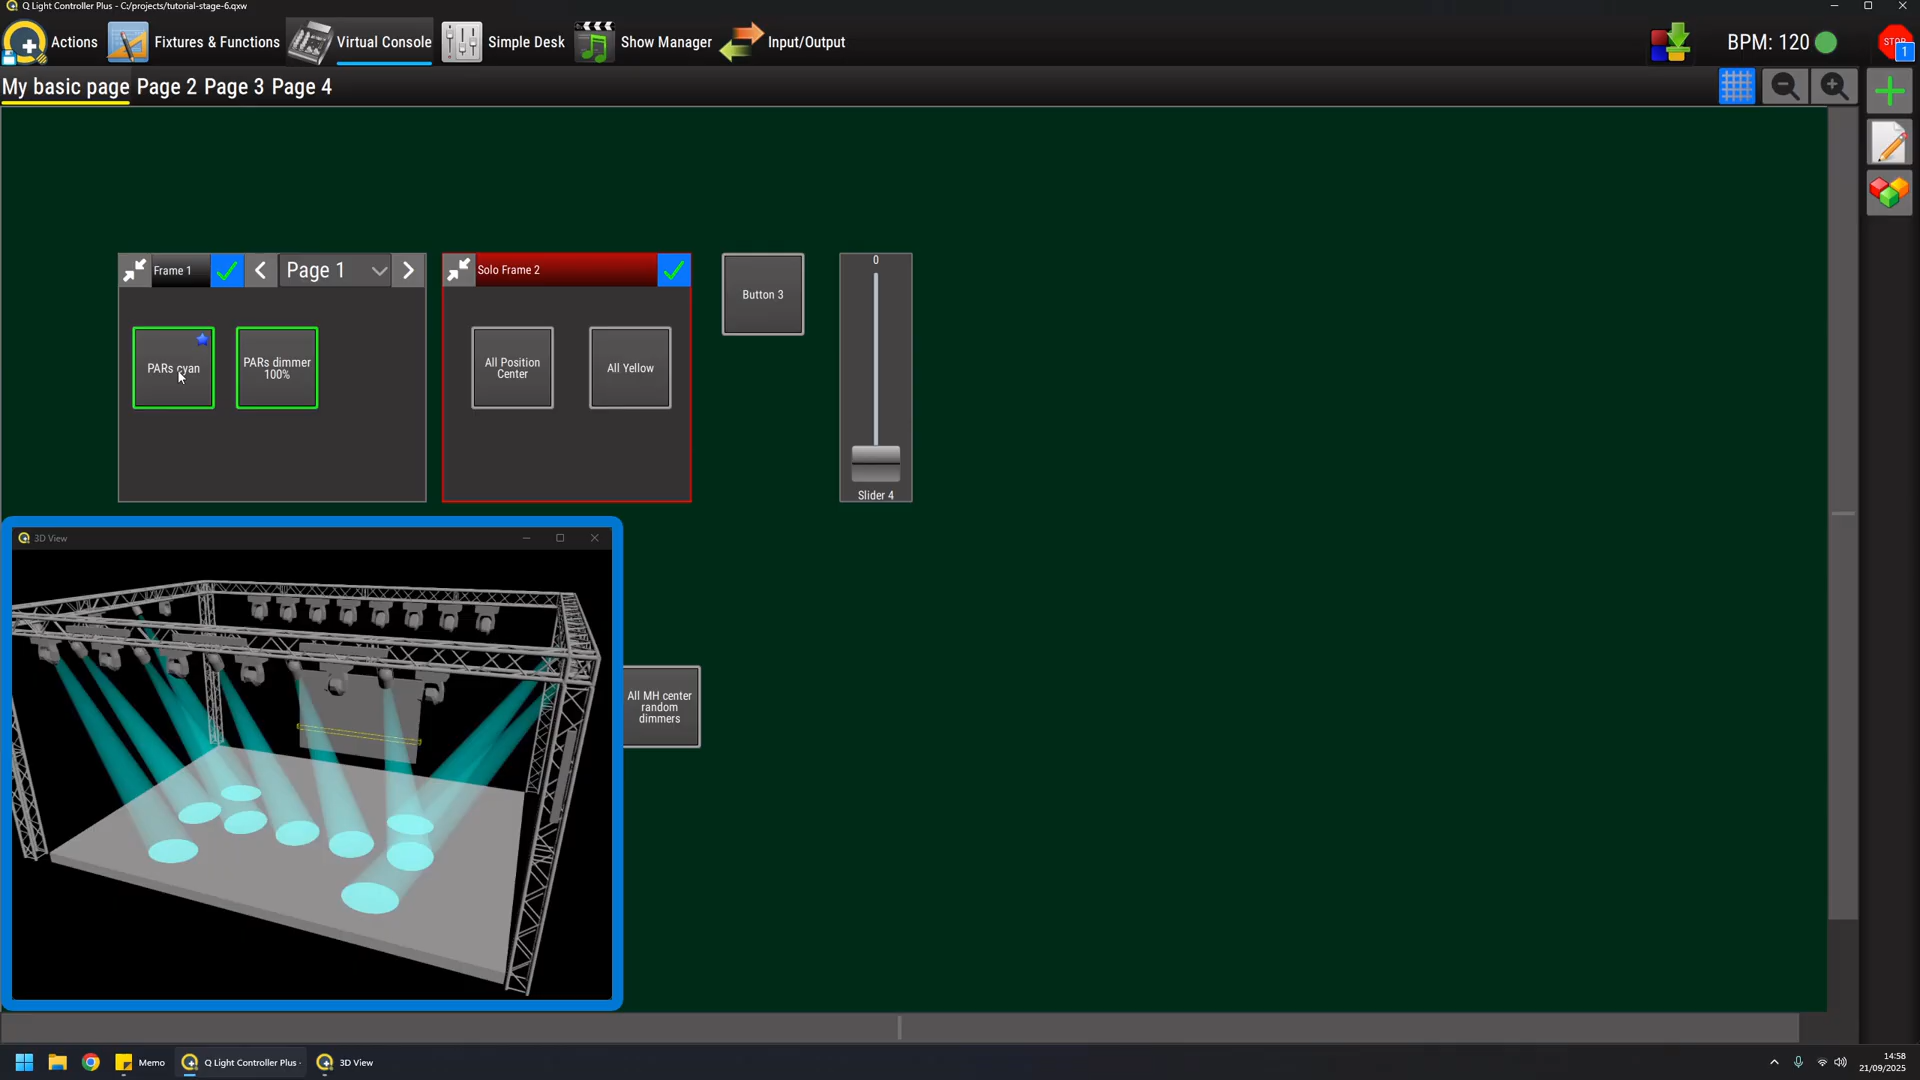 Q Light Controller Plus - C:/projects/tutorial-stage-6.qxw
Actions
Fixtures & Functions
Virtual Console
Simple Desk
Show Manager
Input/Output
BPM: 120
STOP
1
My basic page
Page 2
Page 3
Page 4
Frame 1
Page 1
PARs cyan
PARs dimmer
100%
Solo Frame 2
All Position
Center
All Yellow
Button 3
0
Slider 4
3D View
All MH center
random
dimmers
Memo
Q Light Controller Plus -
3D View
14:58
21/09/2025